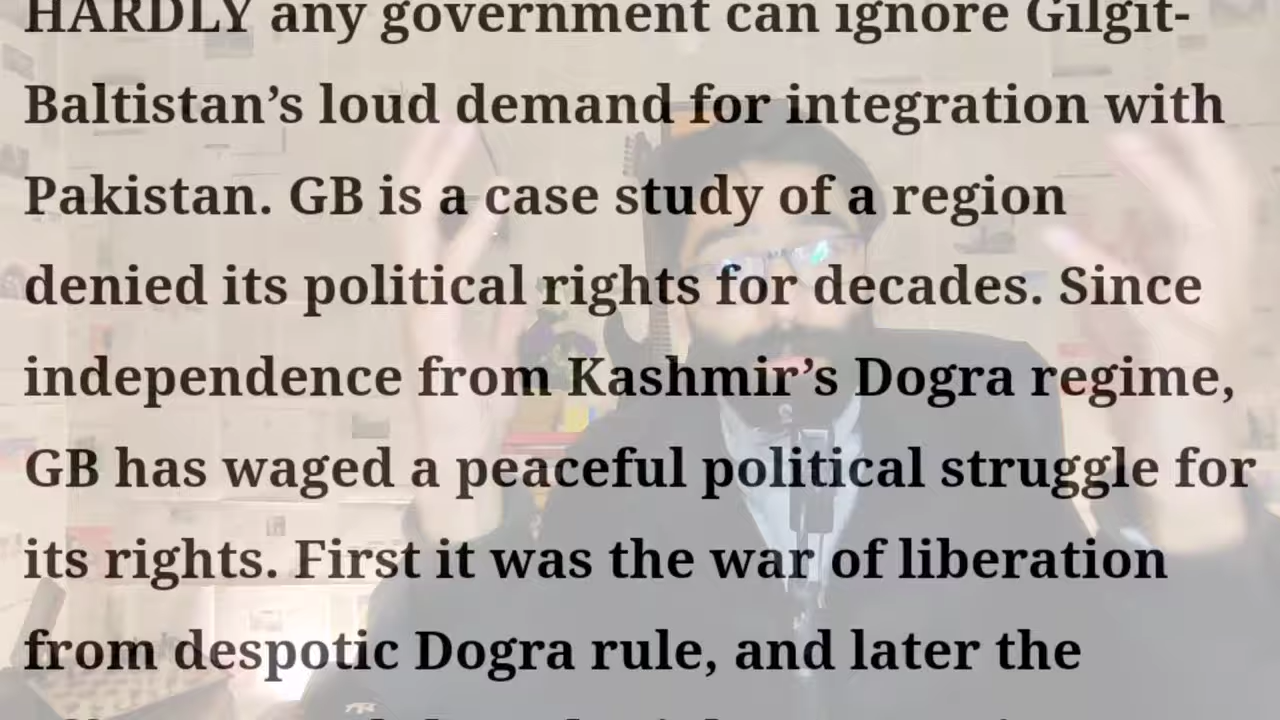 HARDLY any government can ignore Gilgit-
Baltistan’s loud demand for integration with
Pakistan. GB is a case study of a region
denied its political rights for decades. Since
independence from Kashmir’s Dogra regime,
GB has waged a peaceful political struggle for
its rights. First it was the war of liberation
from despotic Dogra rule, and later the